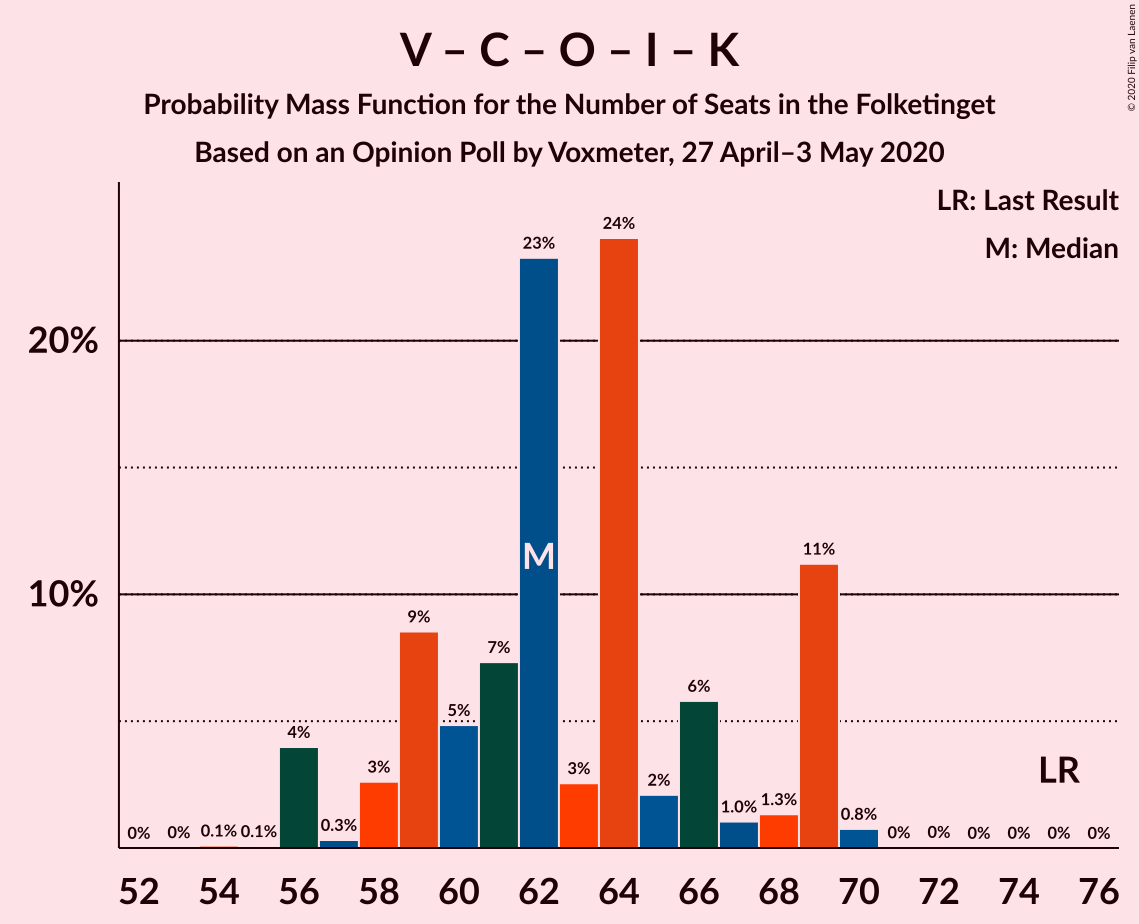 V – C – O – I – K
Probability Mass Function for the Number of Seats in the Folketinget
Based on an Opinion Poll by Voxmeter, 27 April–3 May 2020
© 2020 Filip van Laenen
LR: Last Result
M: Median
20%
10%
0% 0% 0.1% 0.1% 4% 0.3% 3% 9% 5% 7% 23% 3% 24% 2% 6% 1.0% 1.3% 11% 0.8% 0% 0% 0% 0% 0% 0%
M
LR
52 54 56 58 60 62 64 66 68 70 72 74 76